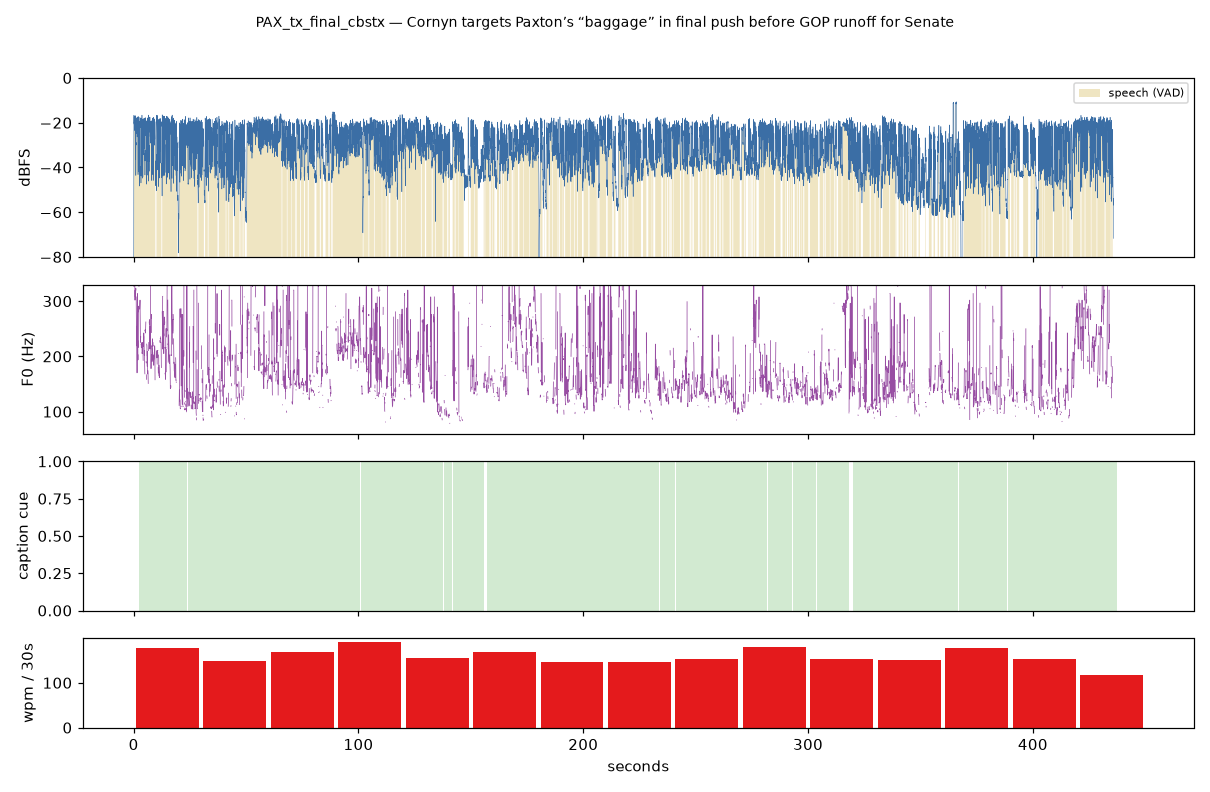 PAX_tx_final_cbstx — Cornyn targets Paxton’s “baggage” in final push before GOP runoff for Senate
0
−20
−40
−60
−80
dBFS
speech (VAD)
300
200
100
F0 (Hz)
1.00
0.75
0.50
0.25
0.00
caption cue
100
0
wpm / 30s
0 100 200 300 400
seconds